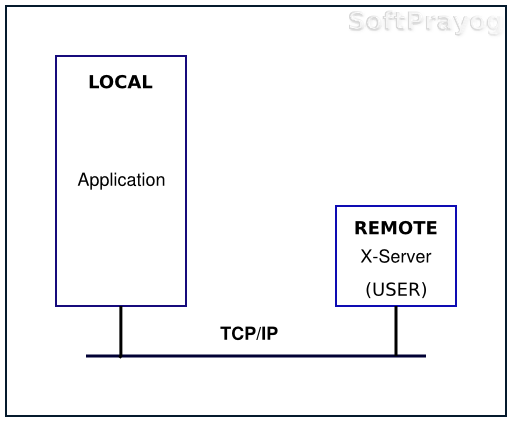 SoftPrayog
LOCAL
Application
REMOTE
X-Server
(USER)
TCP/IP